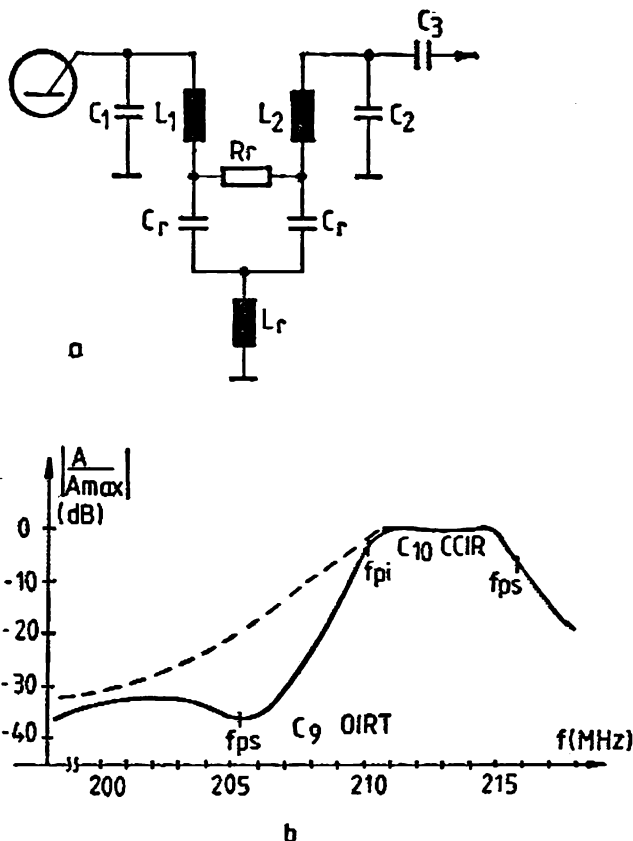 C3
C1
L1
L2
C2
Rr
Cr
Cr
Lr
a
|A/Amax|
(dB)
0
-10
-20
-30
-40
C10 CCIR
fpi
fps
fps
C9 OIRT
f(MHz)
200
205
210
215
b